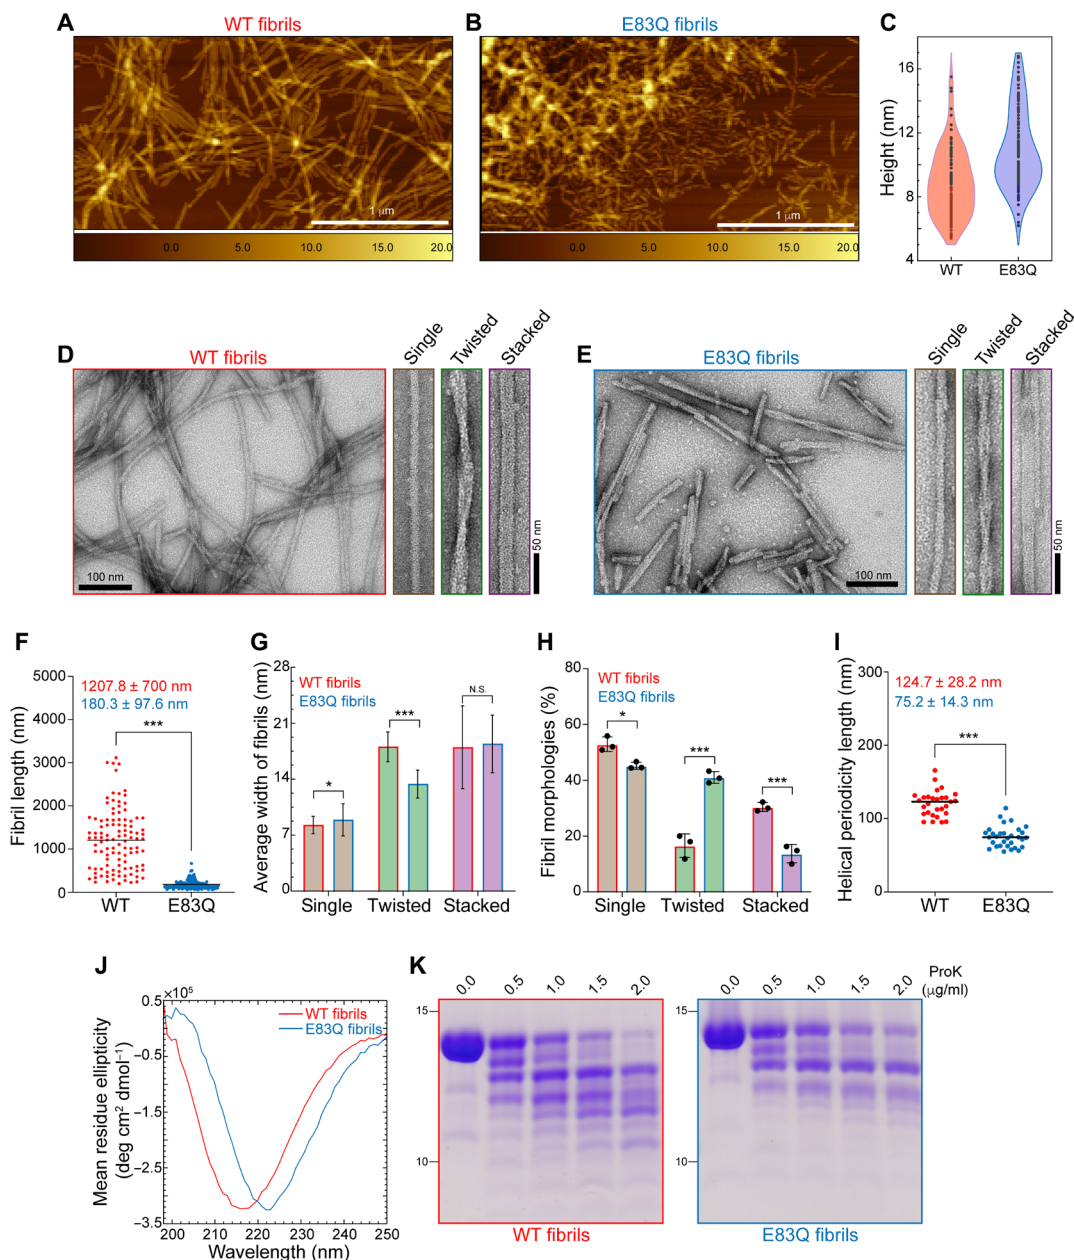 A
WT fibrils
1 μm
0.0 5.0 10.0 15.0 20.0
B
E83Q fibrils
1 μm
0.0 5.0 10.0 15.0 20.0
C
Height (nm)
16
12
8
4
WT E83Q
D
WT fibrils
Single Twisted Stacked
100 nm
50 nm
E
E83Q fibrils
Single Twisted Stacked
100 nm
50 nm
F
Fibril length (nm)
5000
4000
3000
2000
1000
0
1207.8 ± 700 nm
180.3 ± 97.6 nm
***
WT E83Q
G
Average width of fibrils (nm)
28
21
14
7
0
WT fibrils
E83Q fibrils
*
***
N.S.
Single Twisted Stacked
H
Fibril morphologies (%)
80
60
40
20
0
WT fibrils
E83Q fibrils
*
***
***
Single Twisted Stacked
I
Helical periodicity length (nm)
300
200
100
0
124.7 ± 28.2 nm
75.2 ± 14.3 nm
***
WT E83Q
J
×10⁵
Mean residue ellipticity
(deg cm² dmol⁻¹)
0.5
−0.5
−1.5
−2.5
−3.5
WT fibrils
E83Q fibrils
200 210 220 230 240 250
Wavelength (nm)
K
0.0 0.5 1.0 1.5 2.0
0.0 0.5 1.0 1.5 2.0
ProK
(μg/ml)
15
10
WT fibrils
15
10
E83Q fibrils